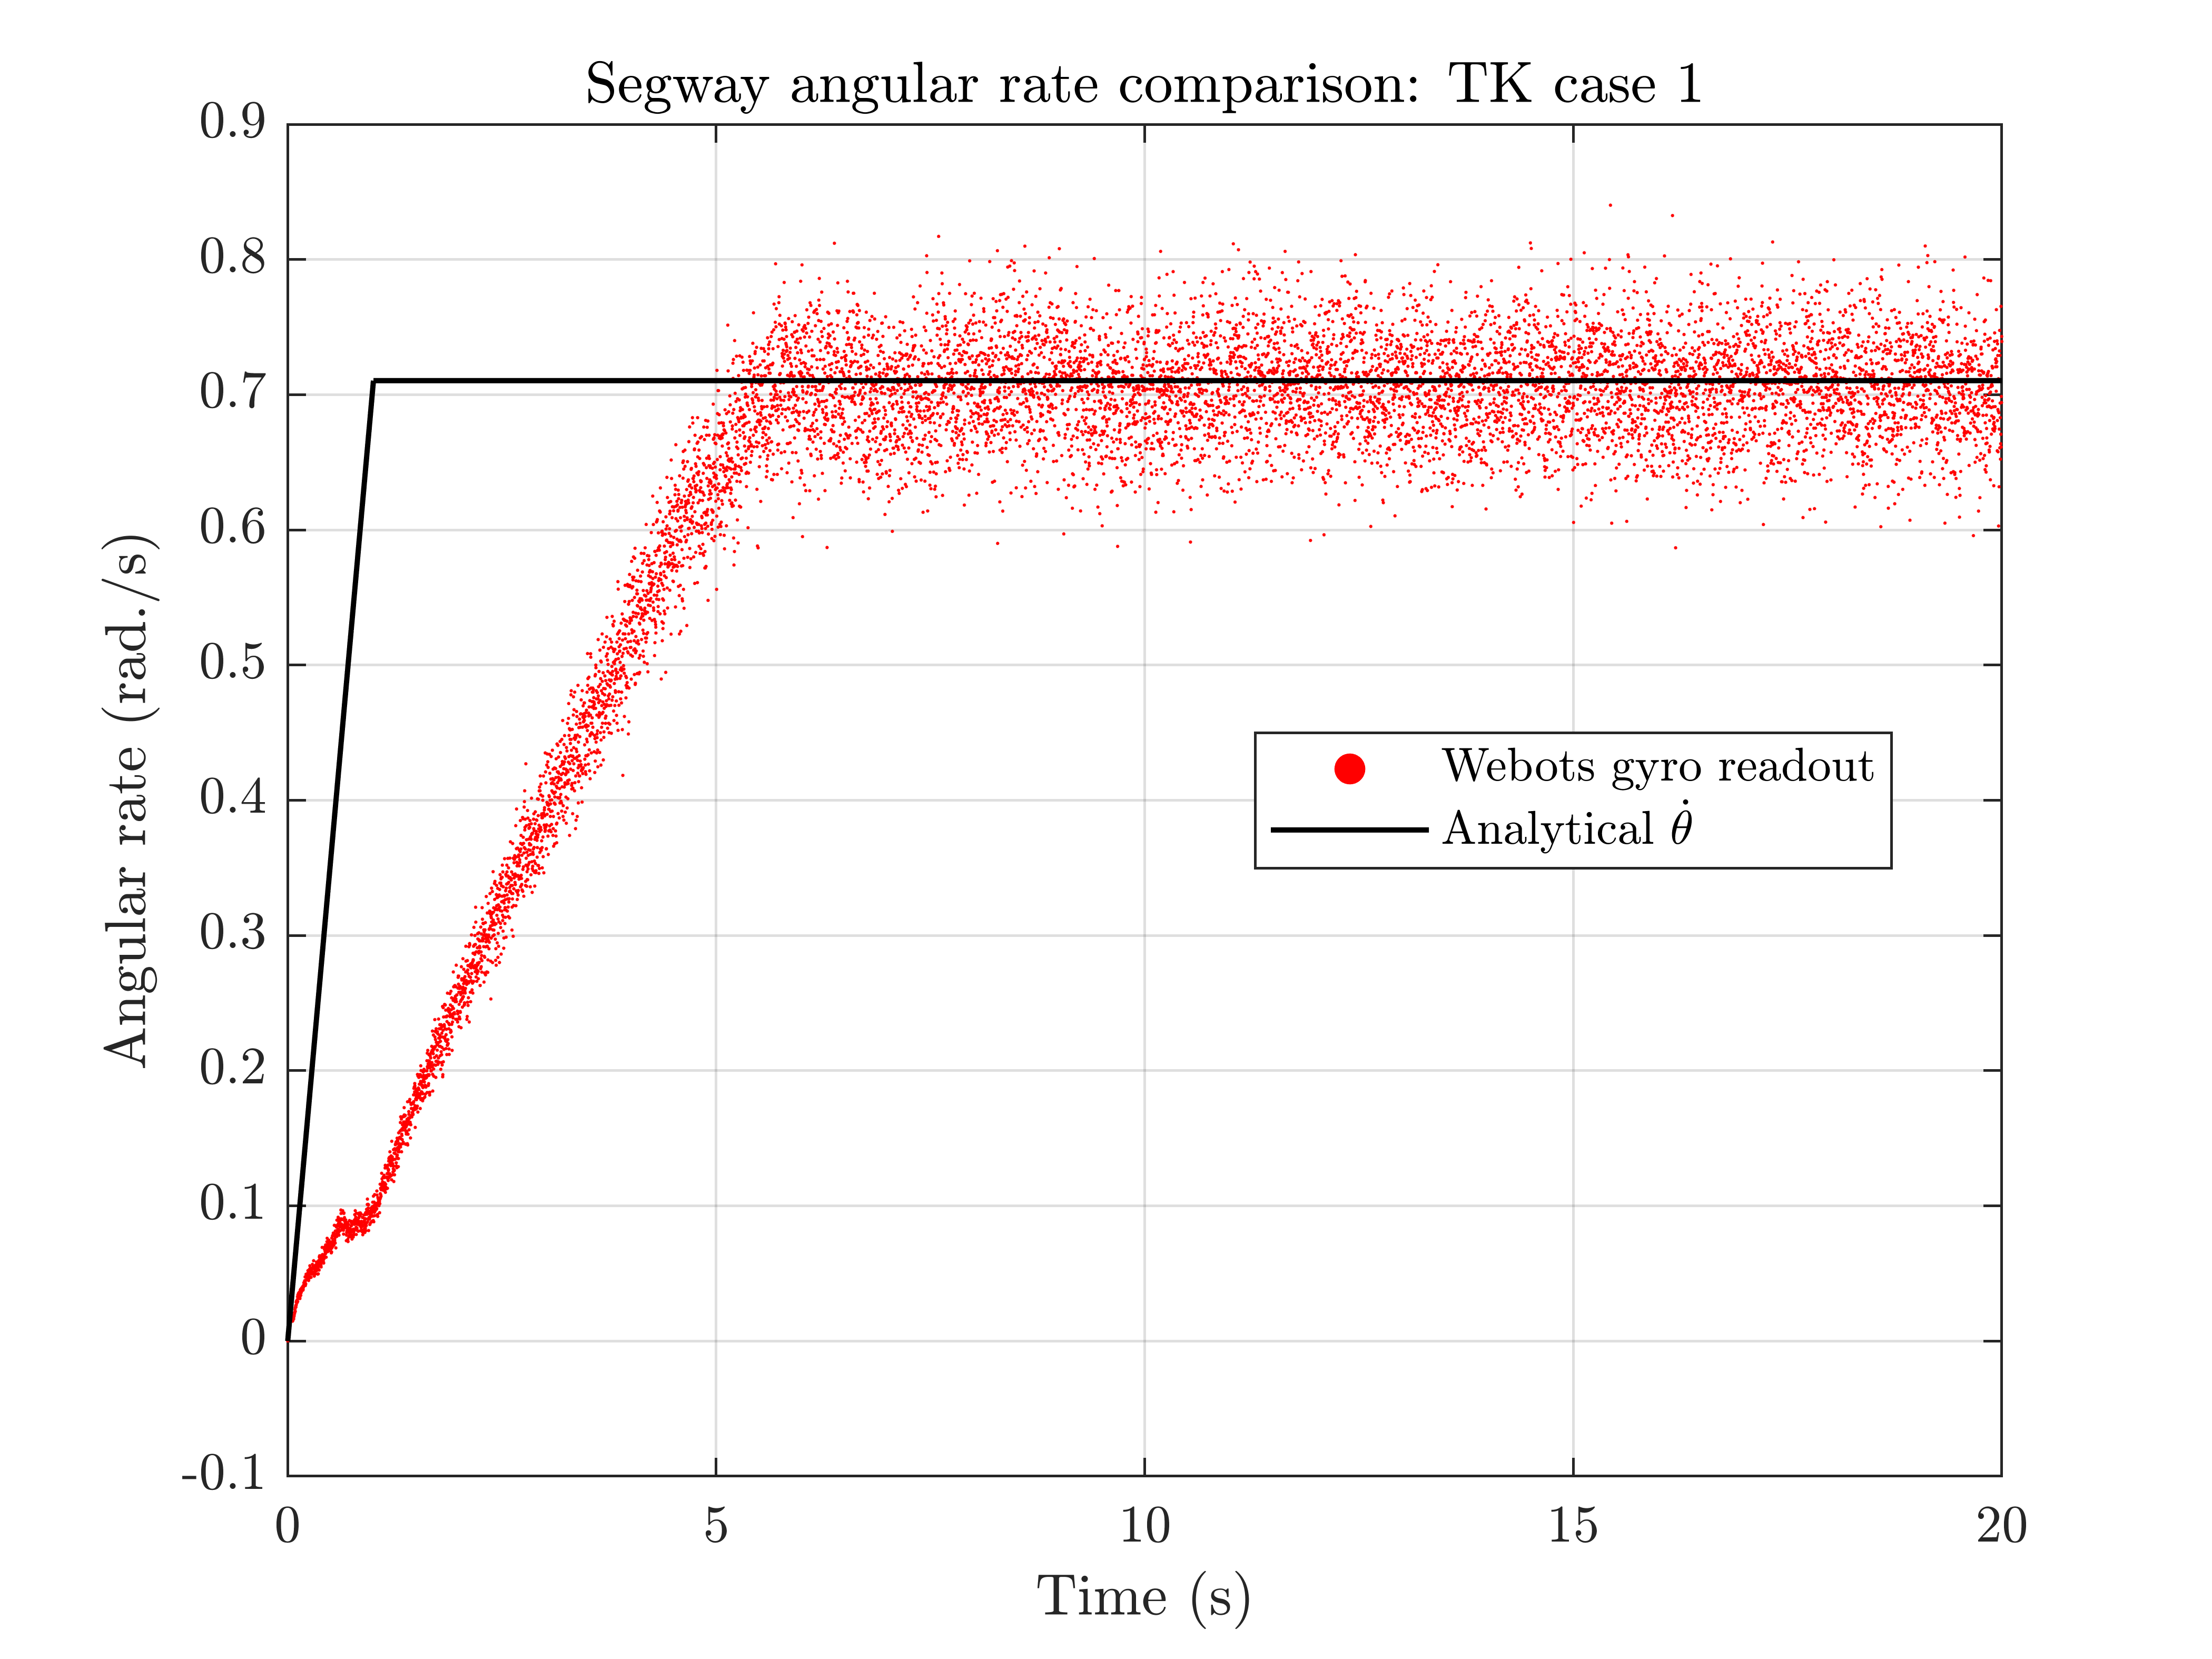 Segway angular rate comparison: TK case 1
0.9
0.8
0.7
0.6
0.5
0.4
0.3
0.2
0.1
0
-0.1
Angular rate (rad./s)
Webots gyro readout
Analytical θ̇
0 5 10 15 20
Time (s)